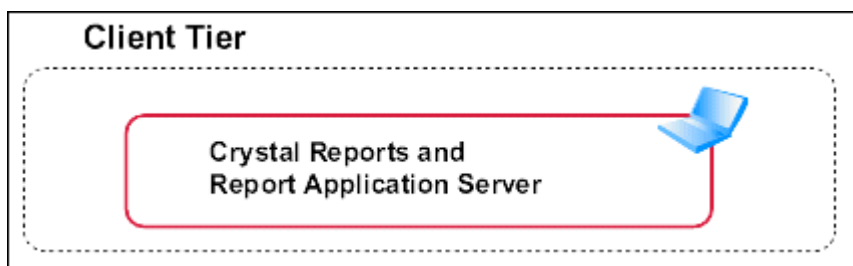 Client Tier
Crystal Reports and
Report Application Server